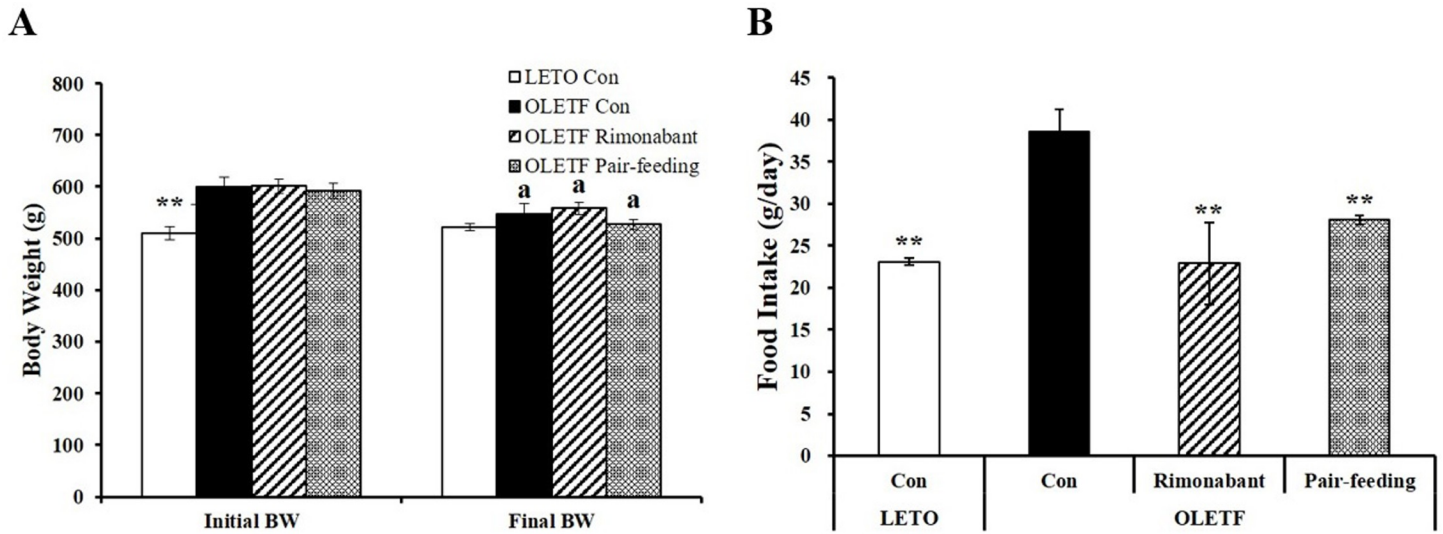 A
Body Weight (g)
800
700
600
500
400
300
200
100
0
LETO Con
OLETF Con
OLETF Rimonabant
OLETF Pair-feeding
**
a
a
a
Initial BW
Final BW
B
Food Intake (g/day)
45
40
35
30
25
20
15
10
5
0
**
**
**
Con
Con
Rimonabant
Pair-feeding
LETO
OLETF